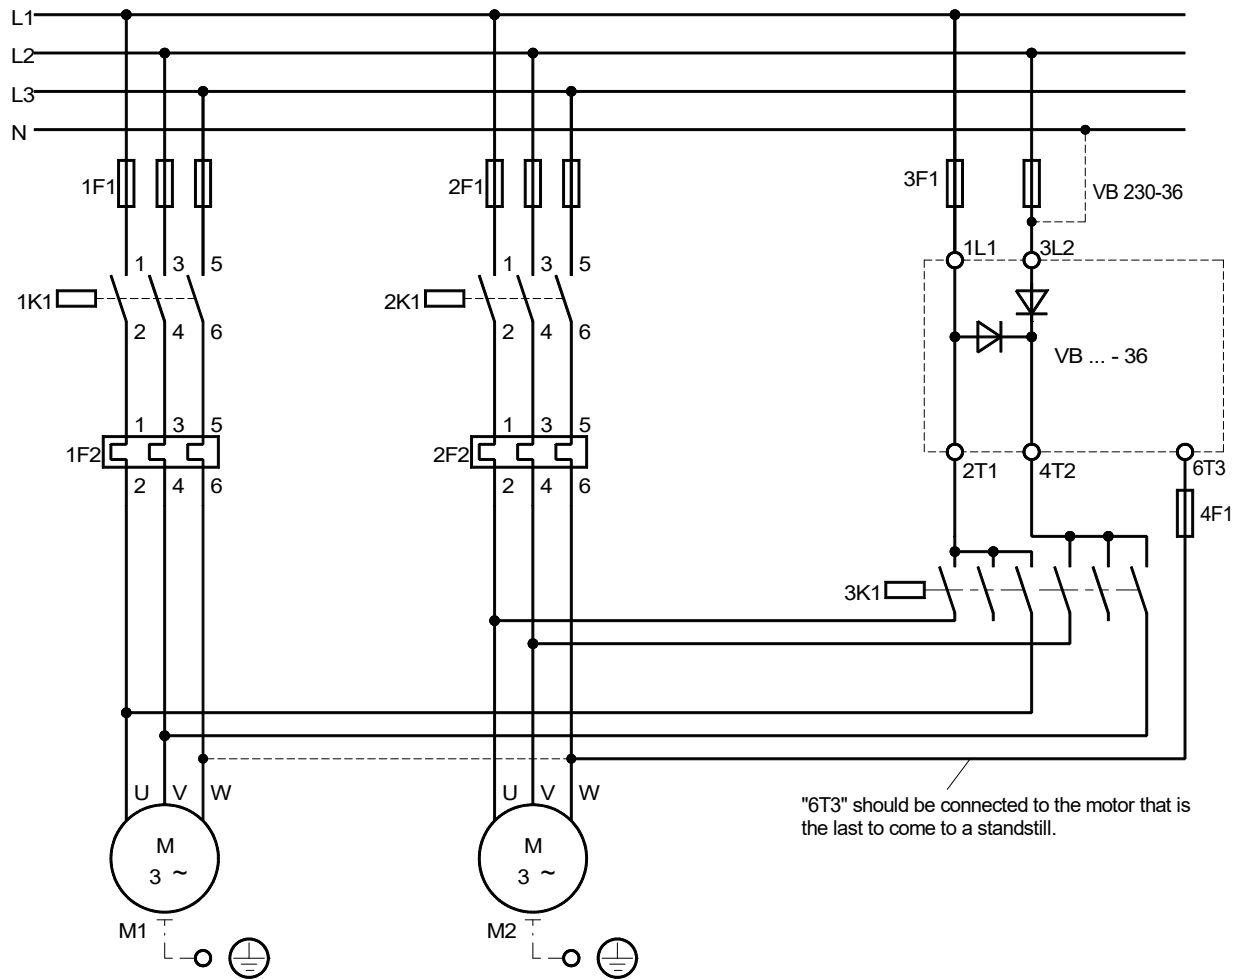 L1
L2
L3
N
1F1
2F1
3F1
VB 230-36
1 3 5
1 3 5
1L1 3L2
1K1
2K1
2 4 6
2 4 6
VB ... - 36
1 3 5
1 3 5
1F2
2F2
2T1 4T2 6T3
2 4 6
2 4 6
4F1
3K1
U V W
U V W
"6T3" should be connected to the motor that is
the last to come to a standstill.
M
3 ~
M
3 ~
M1
M2